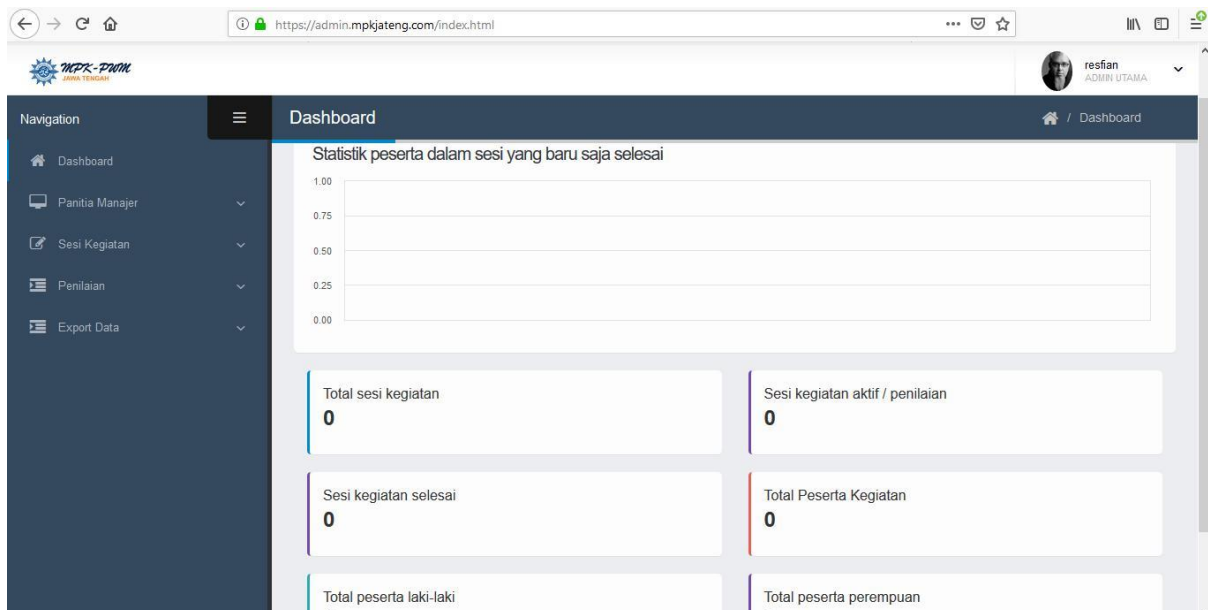 https://admin.mpkjateng.com/index.html
MPK-PWM
JAWA TENGAH
resfian
ADMIN UTAMA
Navigation
Dashboard
/ Dashboard
Dashboard
Panitia Manajer
Sesi Kegiatan
Penilaian
Export Data
Statistik peserta dalam sesi yang baru saja selesai
1.00
0.75
0.50
0.25
0.00
Total sesi kegiatan
0
Sesi kegiatan aktif / penilaian
0
Sesi kegiatan selesai
0
Total Peserta Kegiatan
0
Total peserta laki-laki
Total peserta perempuan